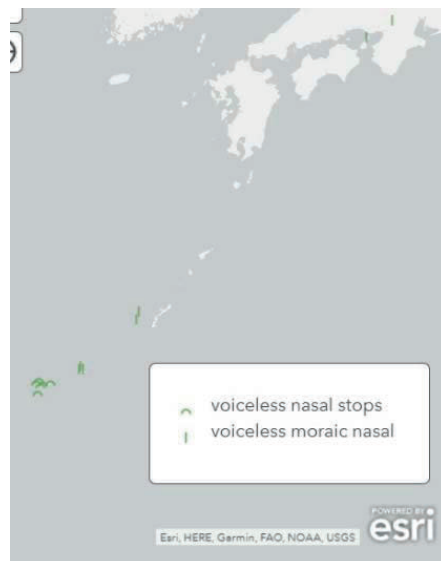 voiceless nasal stops
voiceless moraic nasal
POWERED BY
esri
Esri, HERE, Garmin, FAO, NOAA, USGS